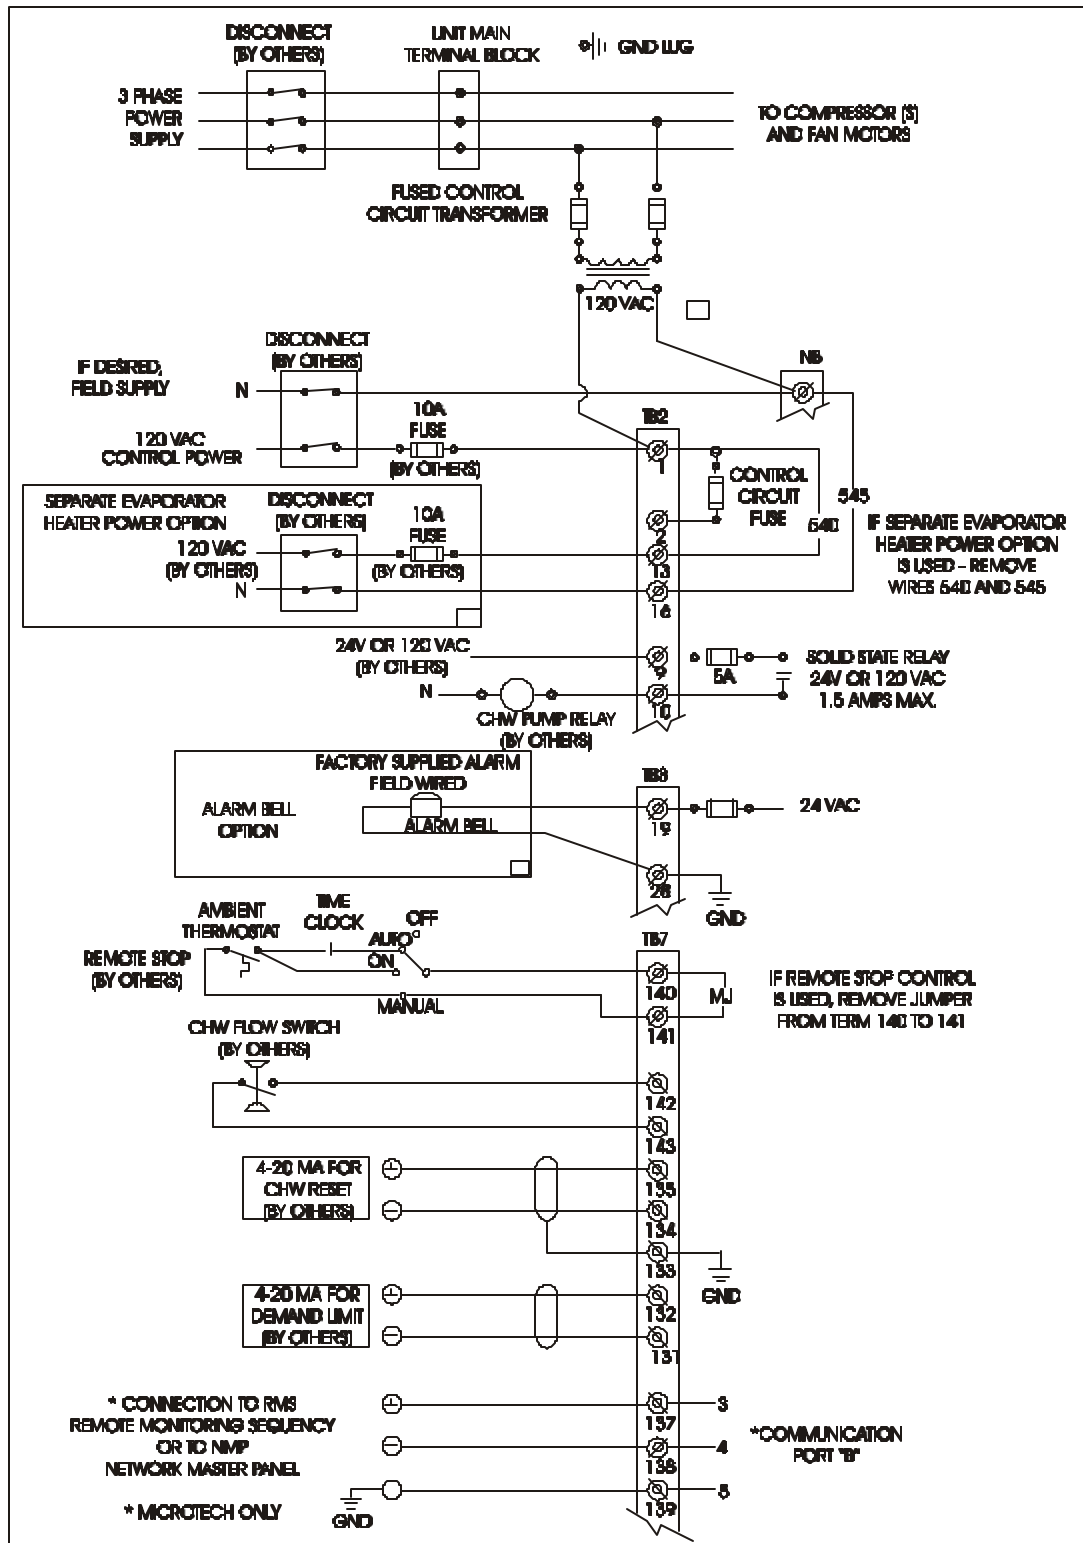 DISCONNECT
(BY OTHERS)
UNIT MAIN
TERMINAL BLOCK
GND LUG
3 PHASE
POWER
SUPPLY
TO COMPRESSOR (S)
AND FAN MOTORS
FUSED CONTROL
CIRCUIT TRANSFORMER
120 VAC
DISCONNECT
(BY OTHERS)
IF DESIRED,
FIELD SUPPLY
N
NB
10A
FUSE
TB2
120 VAC
CONTROL POWER
(BY OTHERS)
1
CONTROL
CIRCUIT
FUSE
545
540
SEPARATE EVAPORATOR
HEATER POWER OPTION
DISCONNECT
(BY OTHERS)
10A
FUSE
2
IF SEPARATE EVAPORATOR
HEATER POWER OPTION
IS USED - REMOVE
WIRES 540 AND 545
120 VAC
(BY OTHERS)
(BY OTHERS)
13
N
16
24V OR 120 VAC
(BY OTHERS)
9
5A
SOLID STATE RELAY
24V OR 120 VAC
1.5 AMPS MAX.
N
10
CHW PUMP RELAY
(BY OTHERS)
FACTORY SUPPLIED ALARM
FIELD WIRED
TB3
ALARM BELL
OPTION
ALARM BELL
19
24 VAC
28
GND
AMBIENT
THERMOSTAT
TIME
CLOCK
OFF
AUTO
ON
TB7
REMOTE STOP
(BY OTHERS)
MANUAL
140
MJ
141
IF REMOTE STOP CONTROL
IS USED, REMOVE JUMPER
FROM TERM 140 TO 141
CHW FLOW SWITCH
(BY OTHERS)
142
143
4-20 MA FOR
CHW RESET
(BY OTHERS)
+
-
135
134
133
GND
4-20 MA FOR
DEMAND LIMIT
(BY OTHERS)
+
-
132
131
* CONNECTION TO RMS
REMOTE MONITORING SEQUENCY
OR TO NMP
NETWORK MASTER PANEL
+
-
137
3
138
4
*COMMUNICATION
PORT "B"
* MICROTECH ONLY
GND
139
5